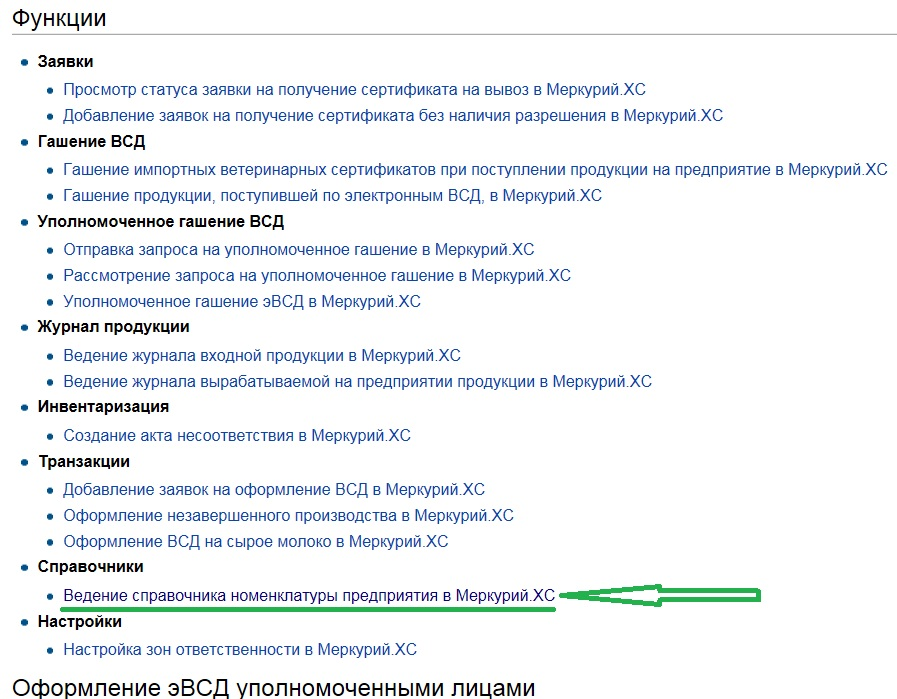 Функции
Заявки
Просмотр статуса заявки на получение сертификата на вывоз в Меркурий.ХС
Добавление заявок на получение сертификата без наличия разрешения в Меркурий.ХС
Гашение ВСД
Гашение импортных ветеринарных сертификатов при поступлении продукции на предприятие в Меркурий.ХС
Гашение продукции, поступившей по электронным ВСД, в Меркурий.ХС
Уполномоченное гашение ВСД
Отправка запроса на уполномоченное гашение в Меркурий.ХС
Рассмотрение запроса на уполномоченное гашение в Меркурий.ХС
Уполномоченное гашение эВСД в Меркурий.ХС
Журнал продукции
Ведение журнала входной продукции в Меркурий.ХС
Ведение журнала вырабатываемой на предприятии продукции в Меркурий.ХС
Инвентаризация
Создание акта несоответствия в Меркурий.ХС
Транзакции
Добавление заявок на оформление ВСД в Меркурий.ХС
Оформление незавершенного производства в Меркурий.ХС
Оформление ВСД на сырое молоко в Меркурий.ХС
Справочники
Ведение справочника номенклатуры предприятия в Меркурий.ХС
Настройки
Настройка зон ответственности в Меркурий.ХС
Оформление эВСД уполномоченными лицами